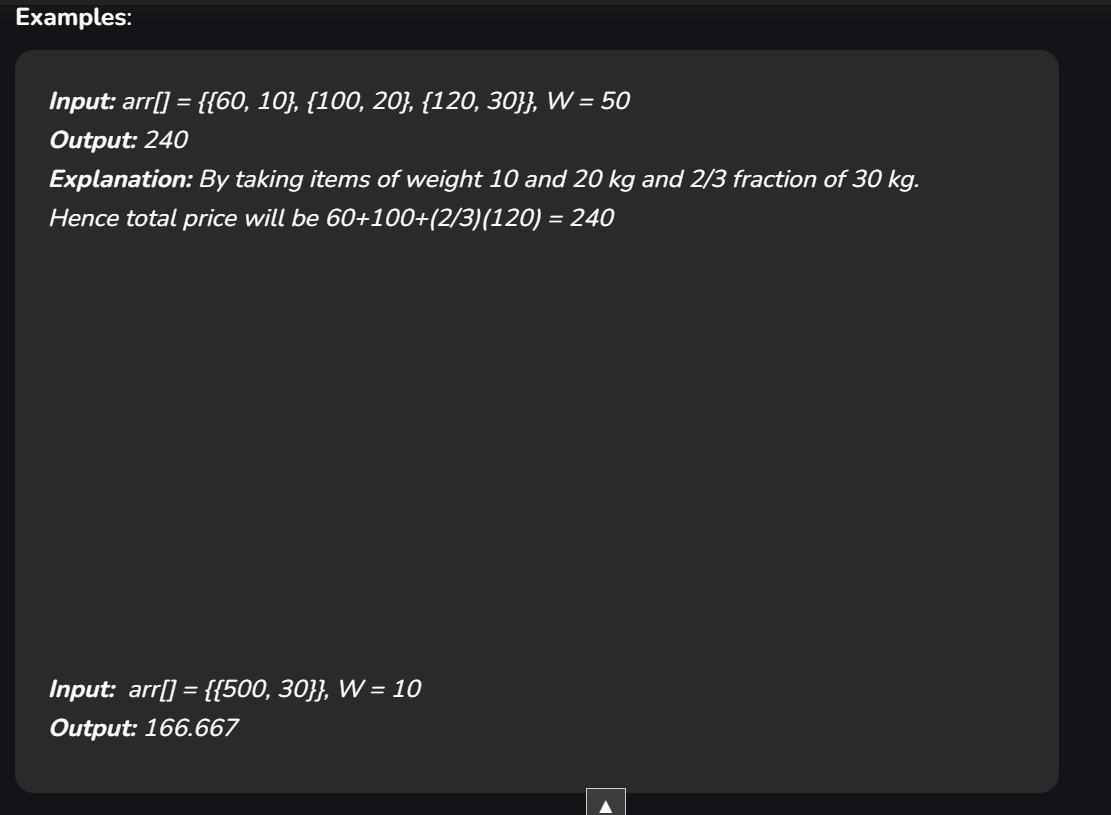 Examples:
Input: arr[] = {{60, 10}, {100, 20}, {120, 30}}, W = 50
Output: 240
Explanation: By taking items of weight 10 and 20 kg and 2/3 fraction of 30 kg.
Hence total price will be 60+100+(2/3)(120) = 240
Input: arr[] = {{500, 30}}, W = 10
Output: 166.667